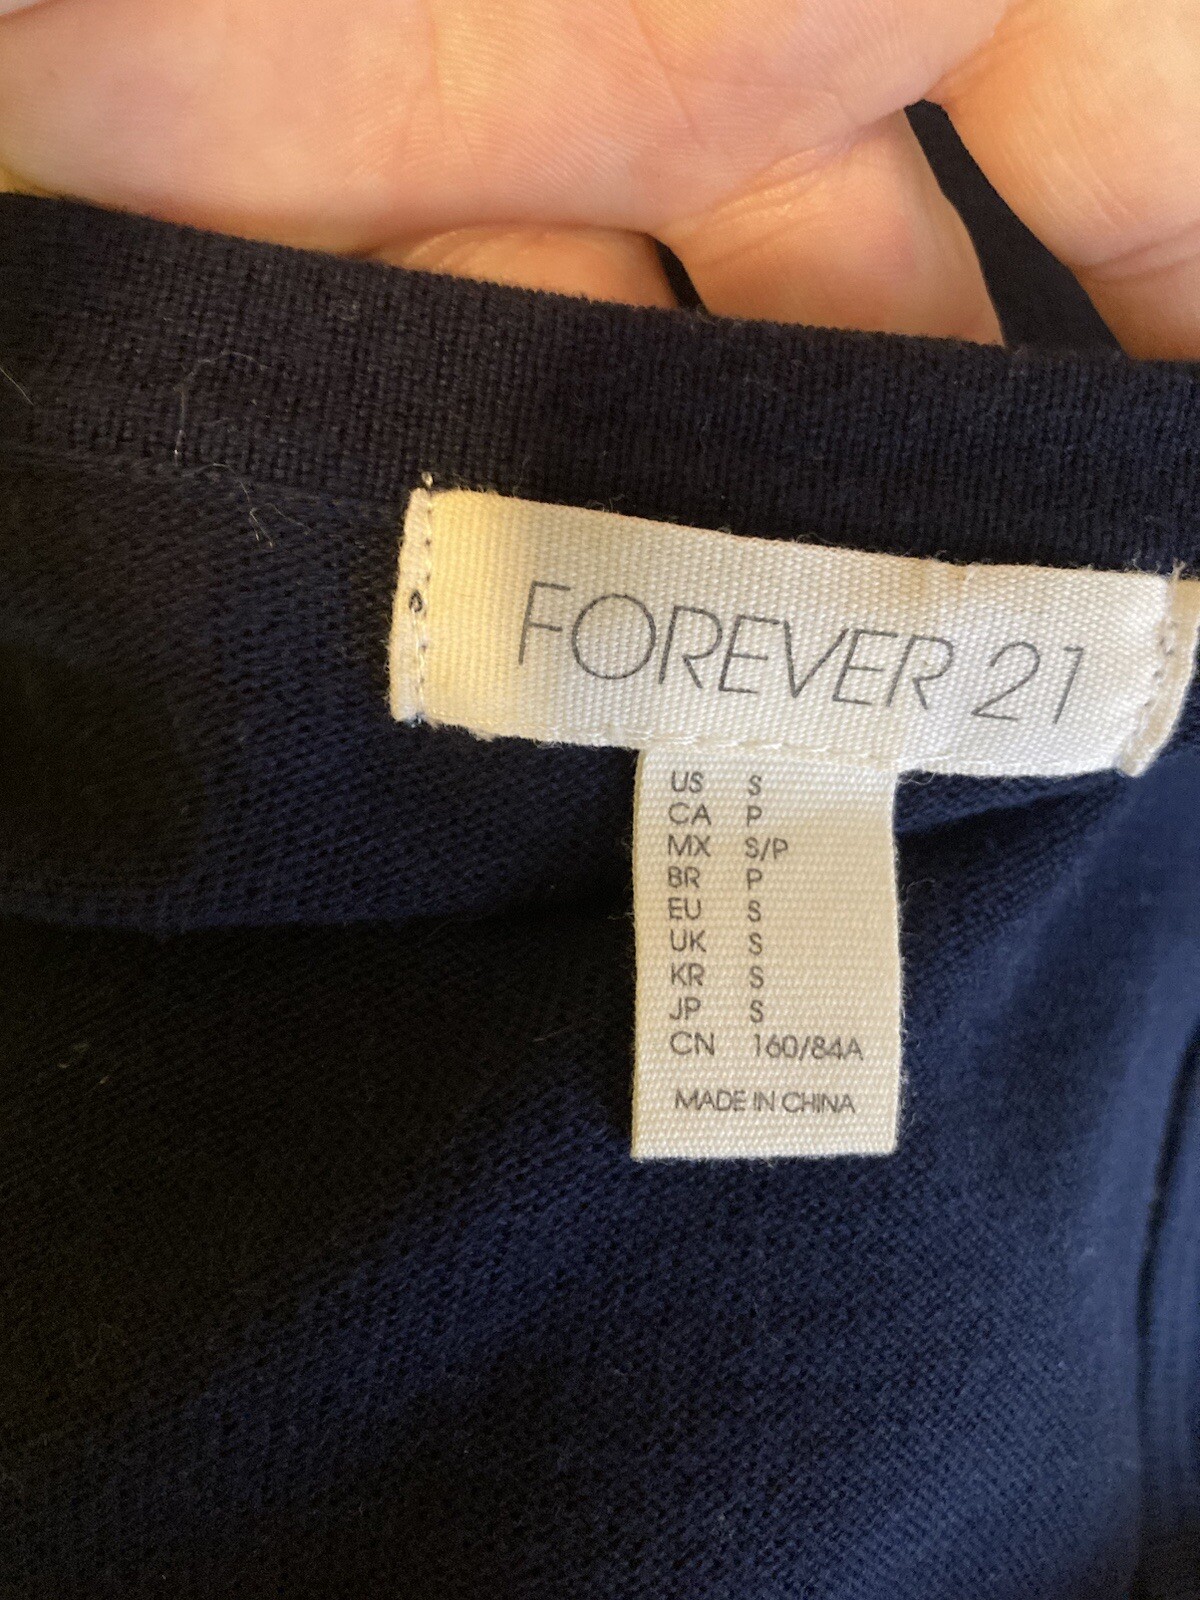 FOREVER 21
US S
CA P
MX S/P
BR P
EU S
UK S
KR S
JP S
CN 160/84A
MADE IN CHINA